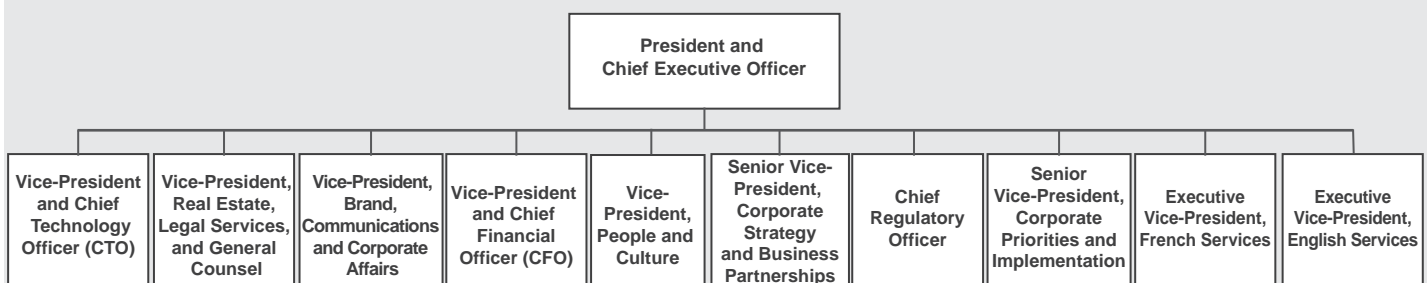 President and
Chief Executive Officer
Vice-President
and Chief
Technology
Officer (CTO)
Vice-President,
Real Estate,
Legal Services,
and General
Counsel
Vice-President,
Brand,
Communications
and Corporate
Affairs
Vice-President
and Chief
Financial
Officer (CFO)
Vice-
President,
People and
Culture
Senior Vice-
President,
Corporate
Strategy
and Business
Partnerships
Chief
Regulatory
Officer
Senior
Vice-President,
Corporate
Priorities and
Implementation
Executive
Vice-President,
French Services
Executive
Vice-President,
English Services